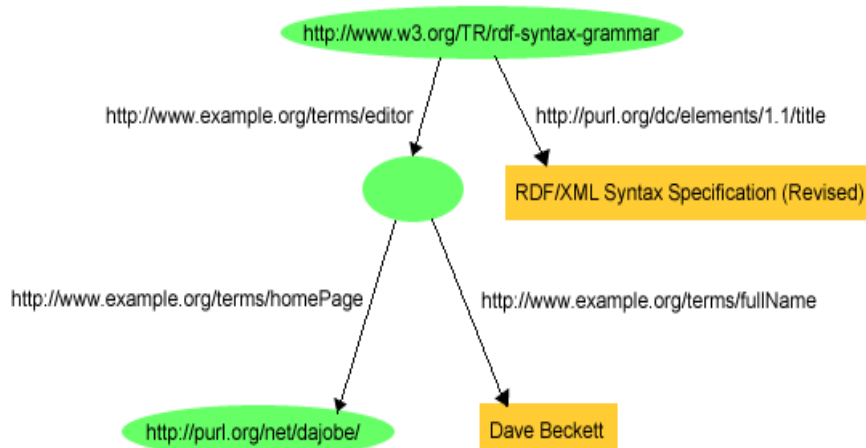 http://www.w3.org/TR/rdf-syntax-grammar
http://www.example.org/terms/editor
http://purl.org/dc/elements/1.1/title
RDF/XML Syntax Specification (Revised)
http://www.example.org/terms/homePage
http://www.example.org/terms/fullName
http://purl.org/net/dajobe/
Dave Beckett